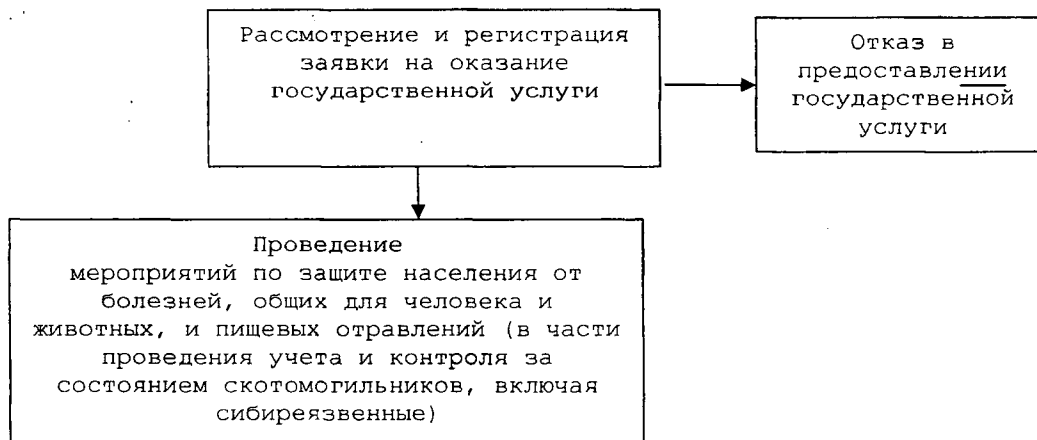 Рассмотрение и регистрация
заявки на оказание
государственной услуги
Отказ в
предоставлении
государственной
услуги
Проведение
мероприятий по защите населения от
болезней, общих для человека и
животных, и пищевых отравлений (в части
проведения учета и контроля за
состоянием скотомогильников, включая
сибиреязвенные)